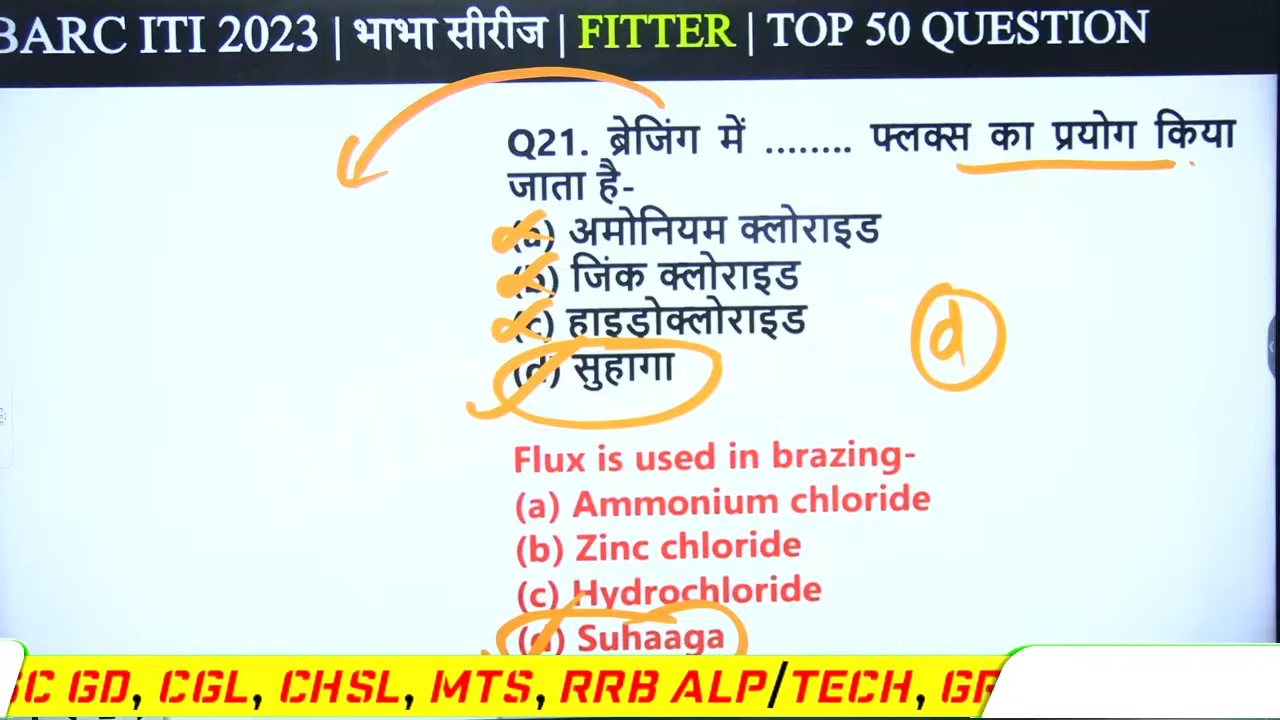 BARC ITI 2023 | भाभा सीरीज | FITTER | TOP 50 QUESTION
Q21. ब्रेजिंग में ........ फ्लक्स का प्रयोग किया
जाता है-
(a) अमोनियम क्लोराइड
(b) जिंक क्लोराइड
(c) हाइड्रोक्लोराइड
(d) सुहागा
d
Flux is used in brazing-
(a) Ammonium chloride
(b) Zinc chloride
(c) Hydrochloride
(d) Suhaaga
SC GD, CGL, CHSL, MTS, RRB ALP/TECH,